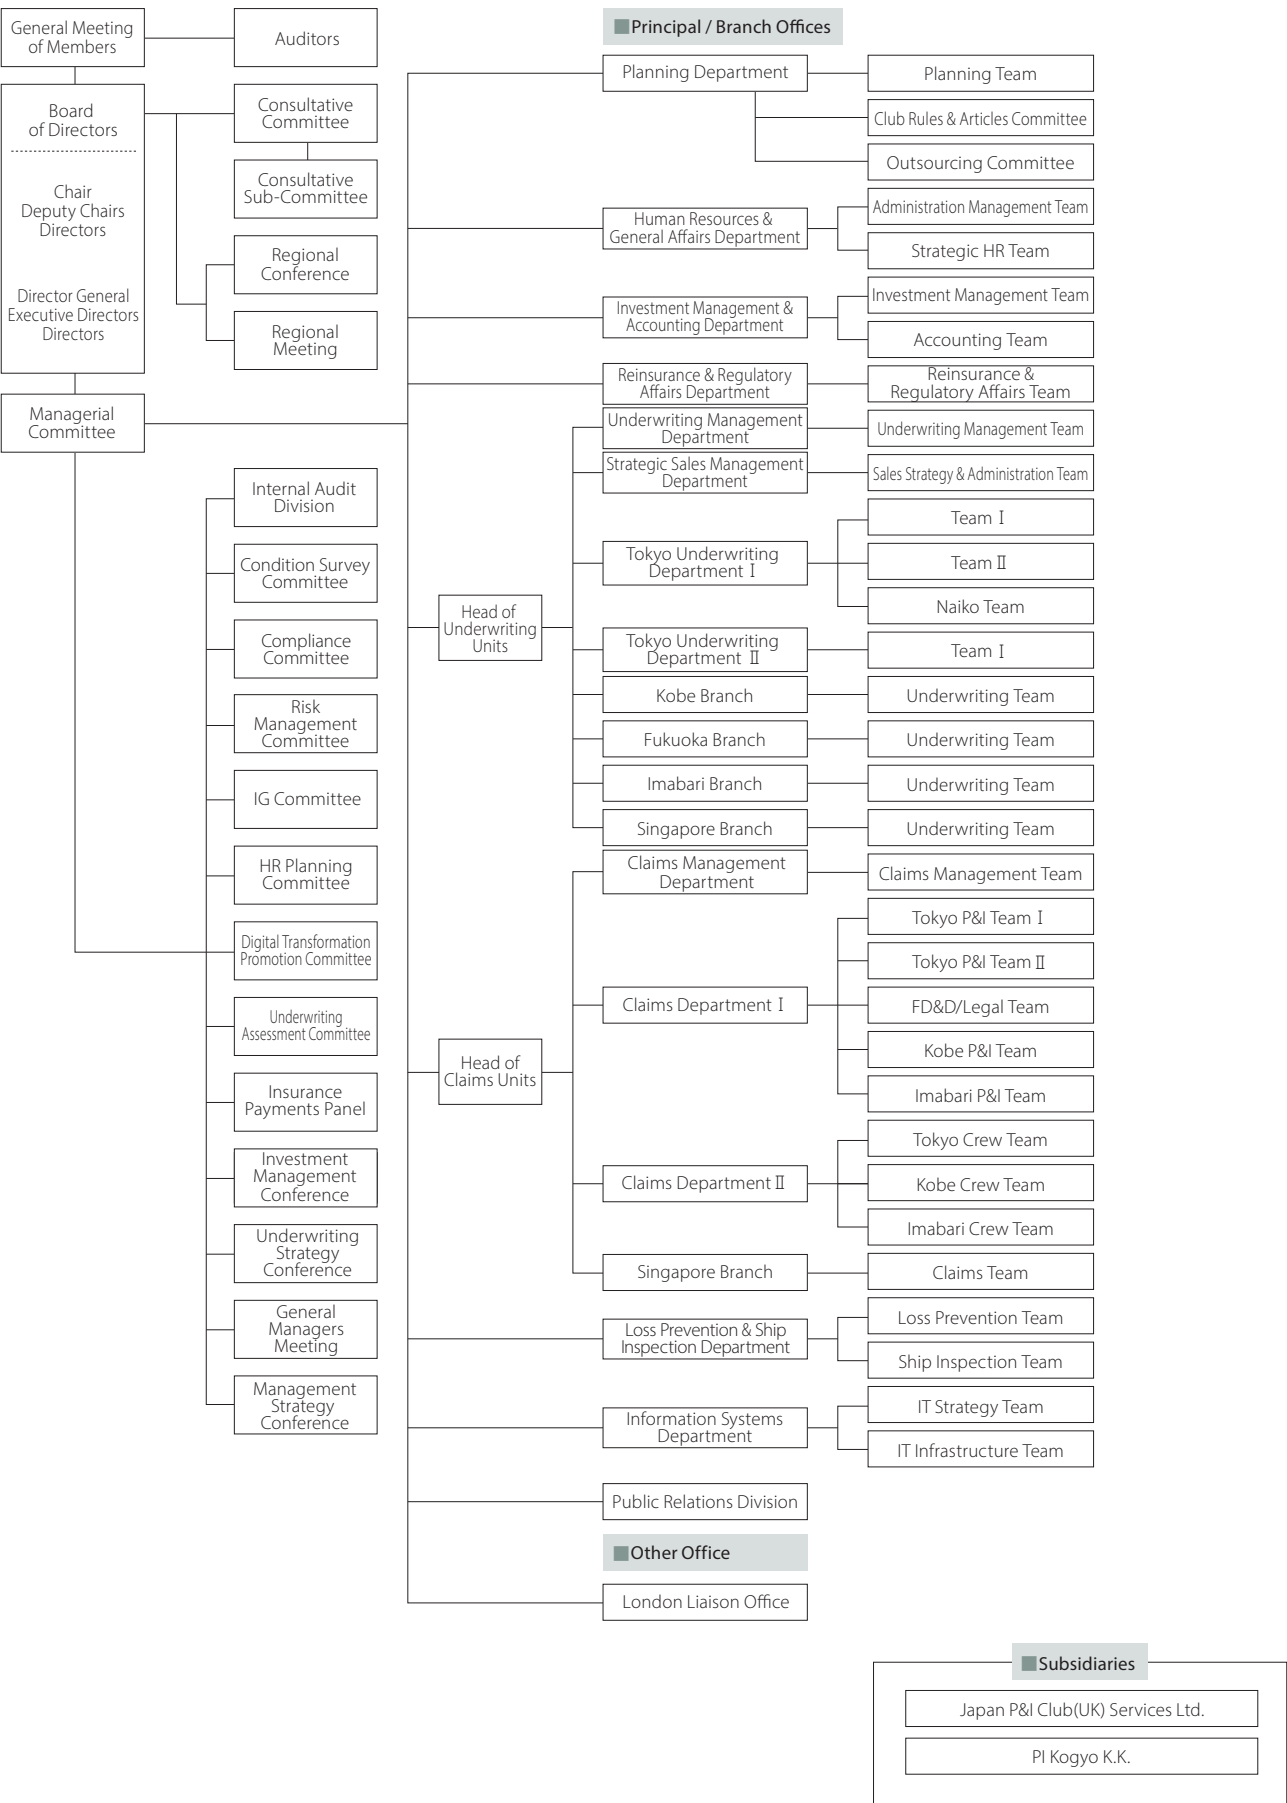 General Meeting
of Members
Auditors
Board
of Directors
Chair
Deputy Chairs
Directors
Director General
Executive Directors
Directors
Consultative
Committee
Consultative
Sub-Committee
Regional
Conference
Regional
Meeting
Managerial
Committee
Internal Audit
Division
Condition Survey
Committee
Compliance
Committee
Risk
Management
Committee
IG Committee
HR Planning
Committee
Digital Transformation
Promotion Committee
Underwriting
Assessment Committee
Insurance
Payments Panel
Investment
Management
Conference
Underwriting
Strategy
Conference
General
Managers
Meeting
Management
Strategy
Conference
■Principal / Branch Offices
Planning Department
Planning Team
Club Rules & Articles Committee
Outsourcing Committee
Human Resources &
General Affairs Department
Administration Management Team
Strategic HR Team
Investment Management &
Accounting Department
Investment Management Team
Accounting Team
Reinsurance & Regulatory
Affairs Department
Reinsurance &
Regulatory Affairs Team
Head of
Underwriting
Units
Underwriting Management
Department
Underwriting Management Team
Strategic Sales Management
Department
Sales Strategy & Administration Team
Tokyo Underwriting
Department Ⅰ
Team Ⅰ
Team Ⅱ
Naiko Team
Tokyo Underwriting
Department Ⅱ
Team Ⅰ
Kobe Branch
Underwriting Team
Fukuoka Branch
Underwriting Team
Imabari Branch
Underwriting Team
Singapore Branch
Underwriting Team
Head of
Claims Units
Claims Management
Department
Claims Management Team
Claims Department Ⅰ
Tokyo P&I Team Ⅰ
Tokyo P&I Team Ⅱ
FD&D/Legal Team
Kobe P&I Team
Imabari P&I Team
Claims Department Ⅱ
Tokyo Crew Team
Kobe Crew Team
Imabari Crew Team
Singapore Branch
Claims Team
Loss Prevention & Ship
Inspection Department
Loss Prevention Team
Ship Inspection Team
Information Systems
Department
IT Strategy Team
IT Infrastructure Team
Public Relations Division
■Other Office
London Liaison Office
■Subsidiaries
Japan P&I Club(UK) Services Ltd.
PI Kogyo K.K.